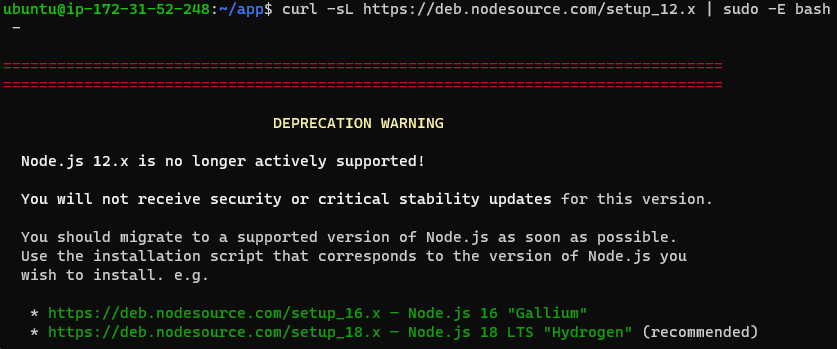 ubuntu@ip-172-31-52-248:~/app$ curl -sL https://deb.nodesource.com/setup_12.x | sudo -E bash
-
================================================================================
================================================================================
DEPRECATION WARNING
Node.js 12.x is no longer actively supported!
You will not receive security or critical stability updates for this version.
You should migrate to a supported version of Node.js as soon as possible.
Use the installation script that corresponds to the version of Node.js you
wish to install. e.g.
* https://deb.nodesource.com/setup_16.x — Node.js 16 "Gallium"
* https://deb.nodesource.com/setup_18.x — Node.js 18 LTS "Hydrogen" (recommended)